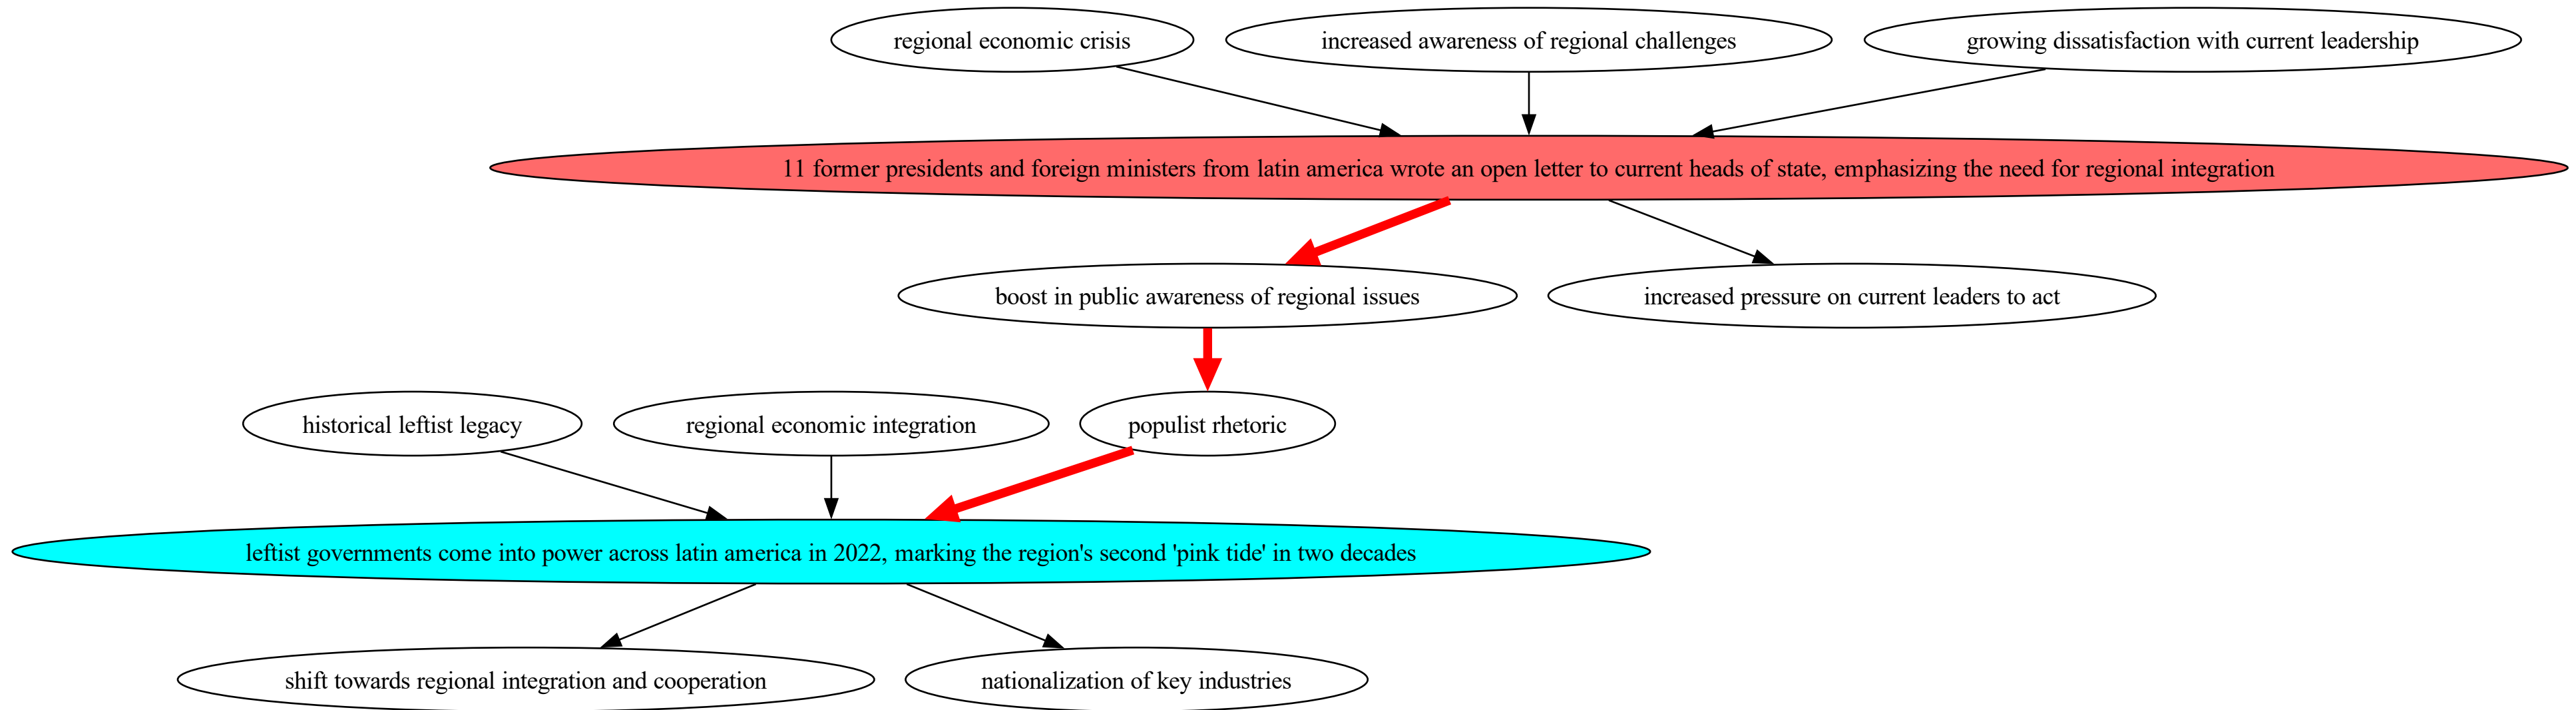 regional economic crisis
increased awareness of regional challenges
growing dissatisfaction with current leadership
11 former presidents and foreign ministers from latin america wrote an open letter to current heads of state, emphasizing the need for regional integration
boost in public awareness of regional issues
increased pressure on current leaders to act
historical leftist legacy
regional economic integration
populist rhetoric
leftist governments come into power across latin america in 2022, marking the region's second 'pink tide' in two decades
shift towards regional integration and cooperation
nationalization of key industries